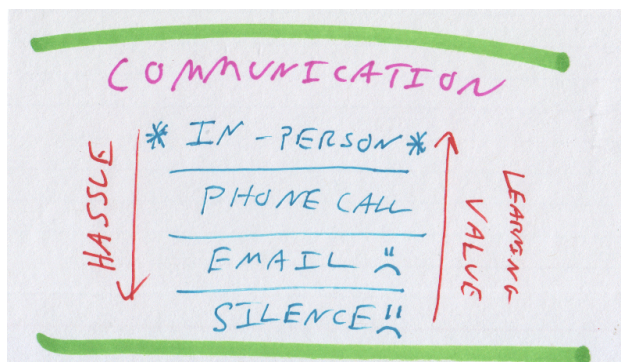 COMMUNICATION
* IN-PERSON *
PHONE CALL
EMAIL :(
SILENCE :(
HASSLE
LEARNING
VALUE